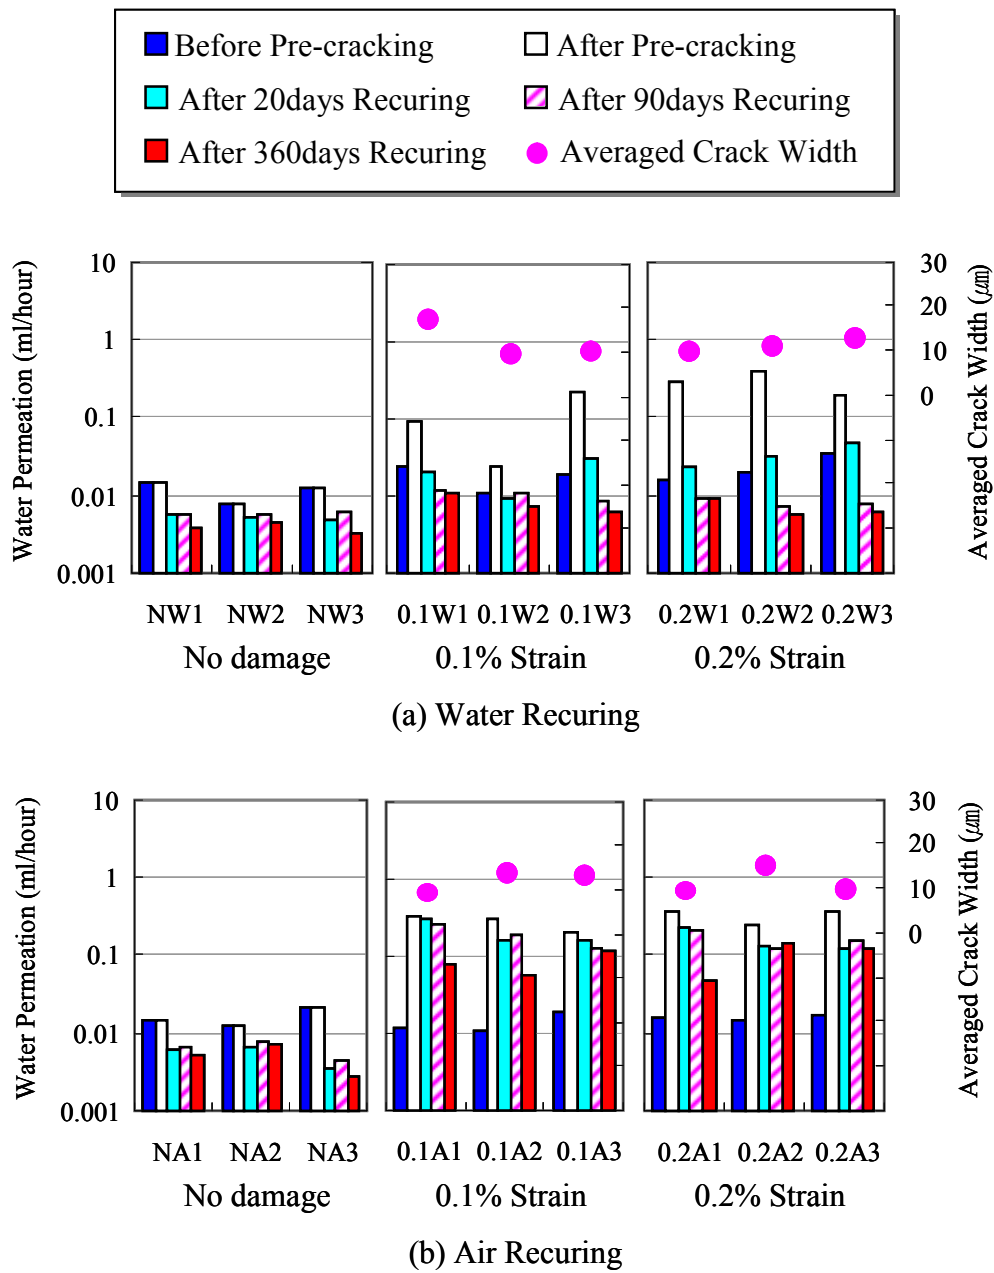 Before Pre-cracking After Pre-cracking
After 20days Recuring After 90days Recuring
After 360days Recuring Averaged Crack Width
Water Permeation (ml/hour)
10
1
0.1
0.01
0.001
30
20
10
0
Averaged Crack Width (㎛)
NW1 NW2 NW3 0.1W1 0.1W2 0.1W3 0.2W1 0.2W2 0.2W3
No damage 0.1% Strain 0.2% Strain
(a) Water Recuring
Water Permeation (ml/hour)
10
1
0.1
0.01
0.001
30
20
10
0
Averaged Crack Width (㎛)
NA1 NA2 NA3 0.1A1 0.1A2 0.1A3 0.2A1 0.2A2 0.2A3
No damage 0.1% Strain 0.2% Strain
(b) Air Recuring